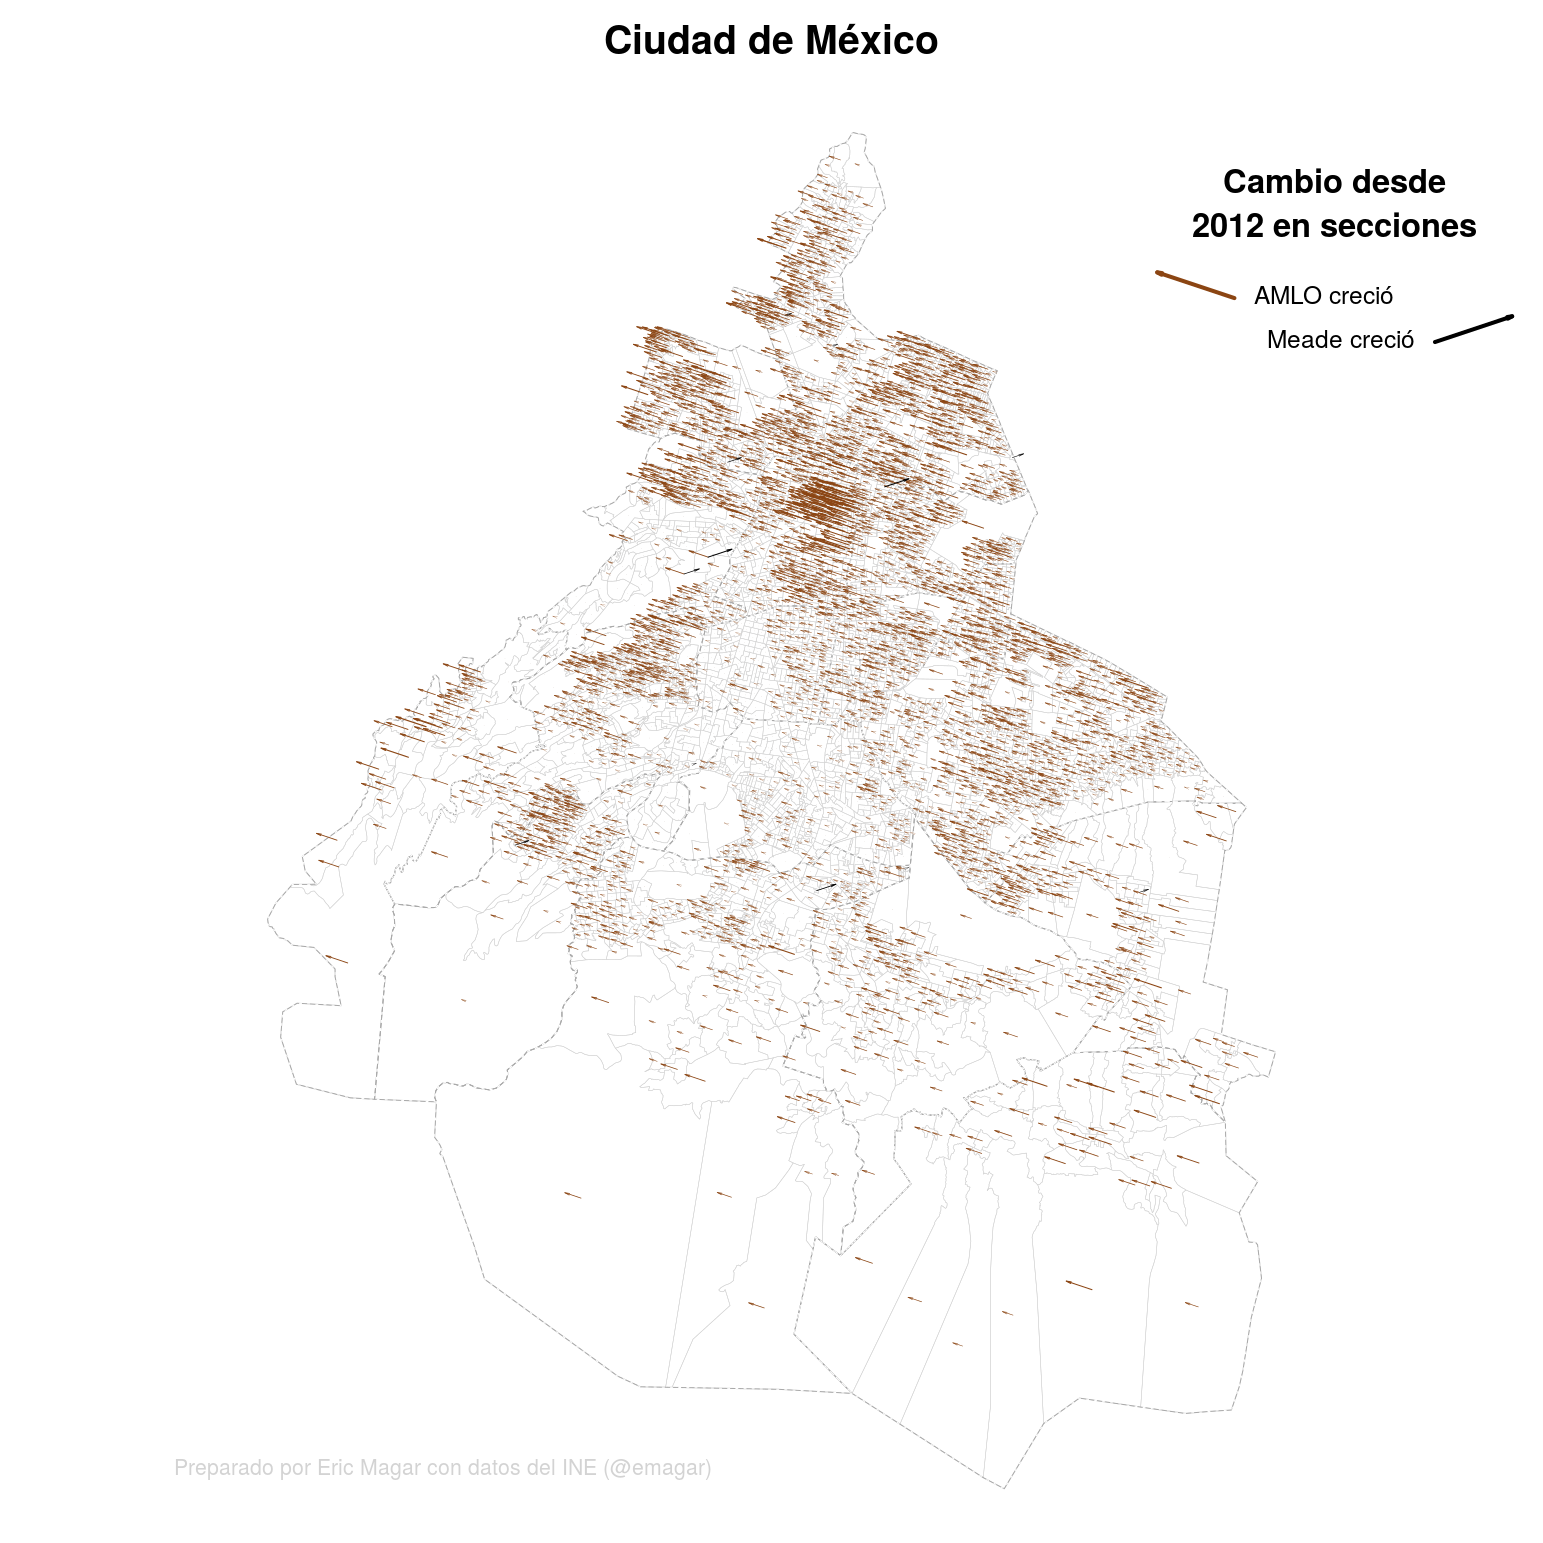 Ciudad de México
Cambio desde
2012 en secciones
AMLO creció
Meade creció
Preparado por Eric Magar con datos del INE (@emagar)